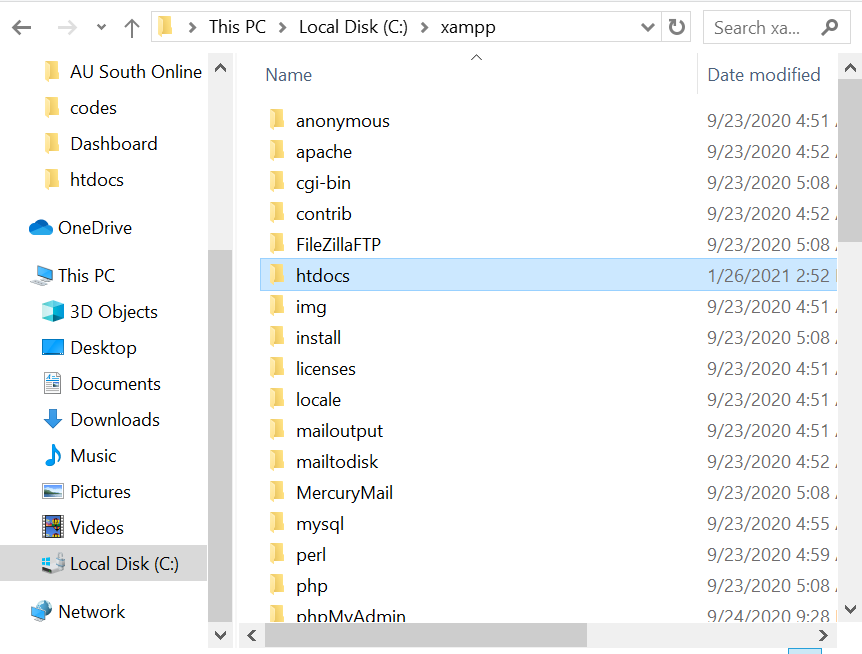 This PC > Local Disk (C:) > xampp
Search xa...
AU South Online
codes
Dashboard
htdocs
OneDrive
This PC
3D Objects
Desktop
Documents
Downloads
Music
Pictures
Videos
Local Disk (C:)
Network
Name Date modified
anonymous 9/23/2020 4:51
apache 9/23/2020 4:52
cgi-bin 9/23/2020 5:08
contrib 9/23/2020 4:52
FileZillaFTP 9/23/2020 5:08
htdocs 1/26/2021 2:52
img 9/23/2020 4:51
install 9/23/2020 5:08
licenses 9/23/2020 4:51
locale 9/23/2020 4:51
mailoutput 9/23/2020 4:51
mailtodisk 9/23/2020 4:52
MercuryMail 9/23/2020 5:08
mysql 9/23/2020 4:55
perl 9/23/2020 4:59
php 9/23/2020 5:08
phpMyAdmin 9/24/2020 9:28